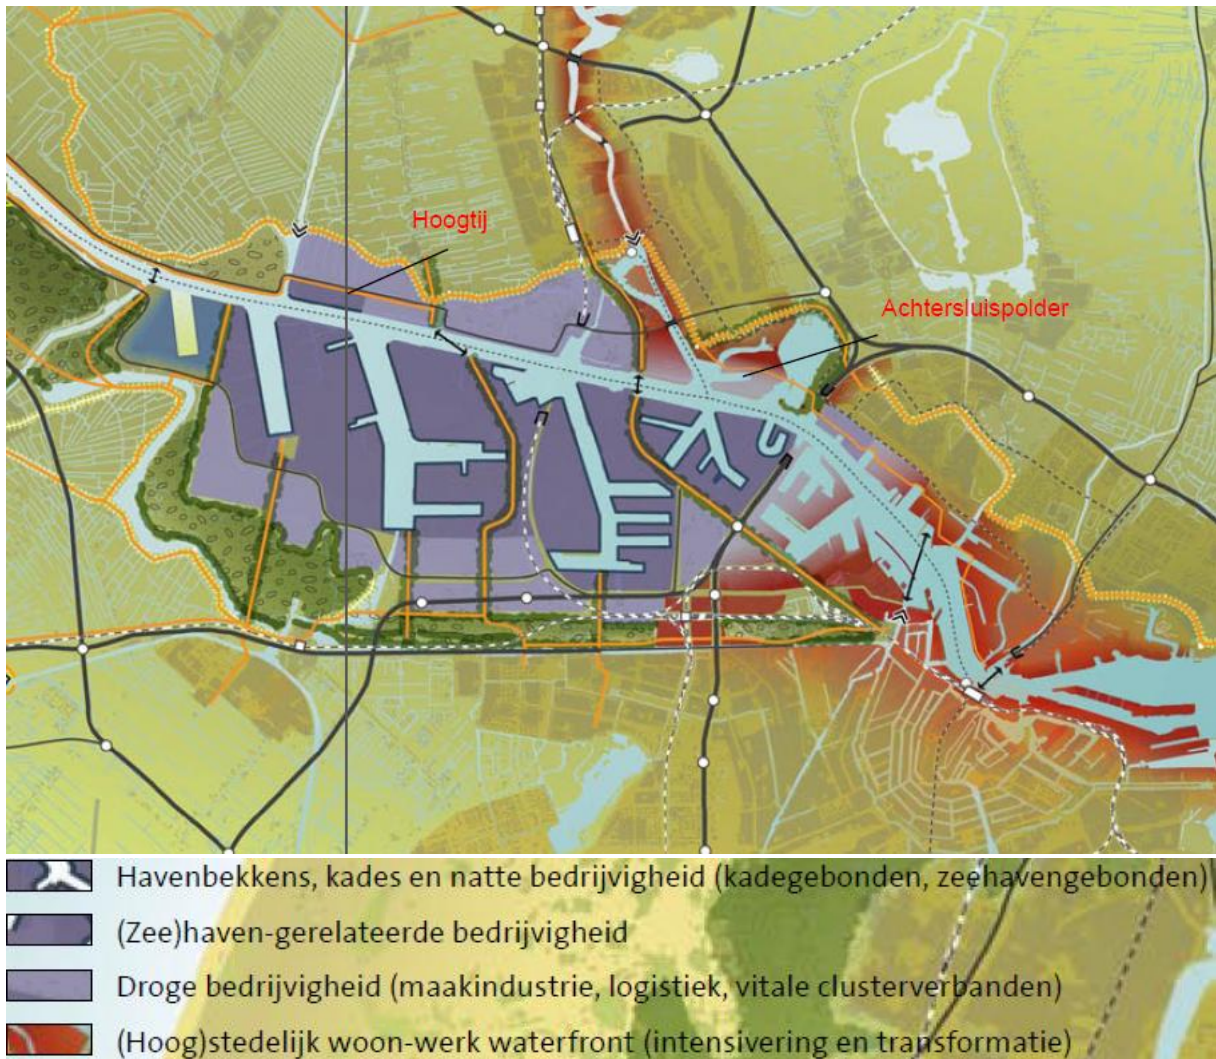 Hoogtij
Achtersluispolder
Havenbekkens, kades en natte bedrijvigheid (kadegebonden, zeehavengebonden)
(Zee)haven-gerelateerde bedrijvigheid
Droge bedrijvigheid (maakindustrie, logistiek, vitale clusterverbanden)
(Hoog)stedelijk woon-werk waterfront (intensivering en transformatie)